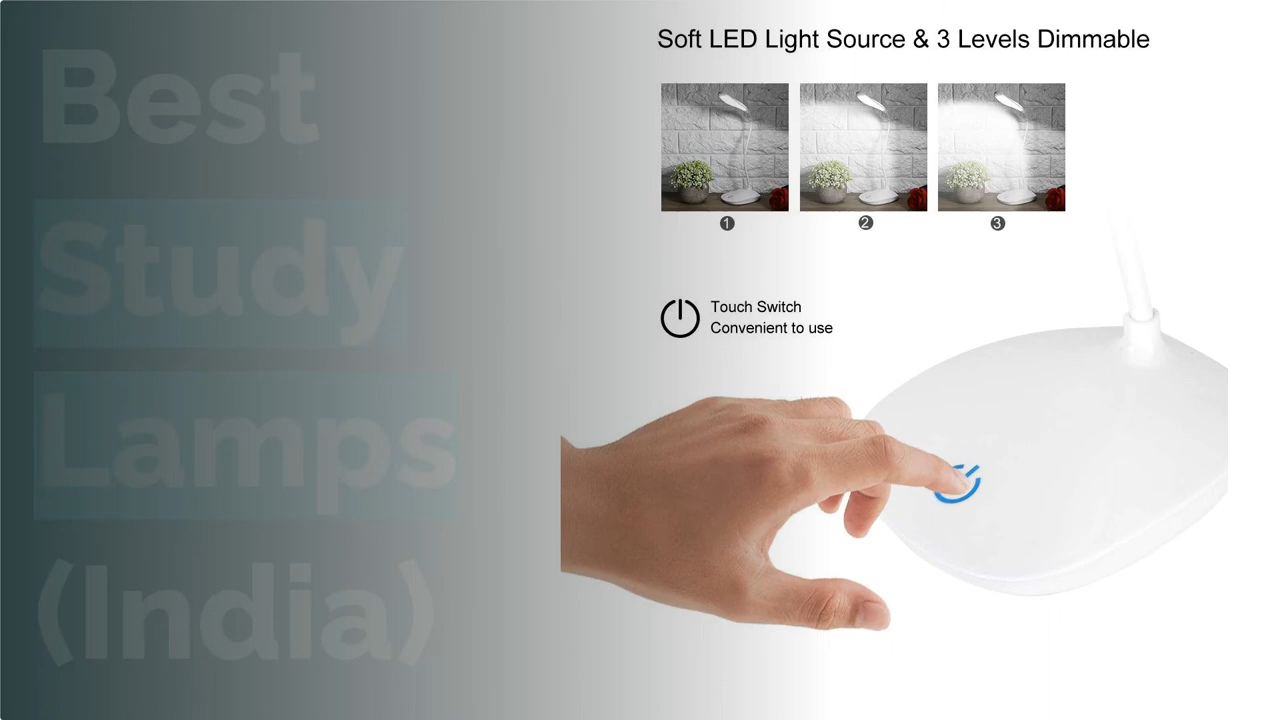 Best
Study
Lamps
(India)
Soft LED Light Source & 3 Levels Dimmable
1 2 3
Touch Switch
Convenient to use